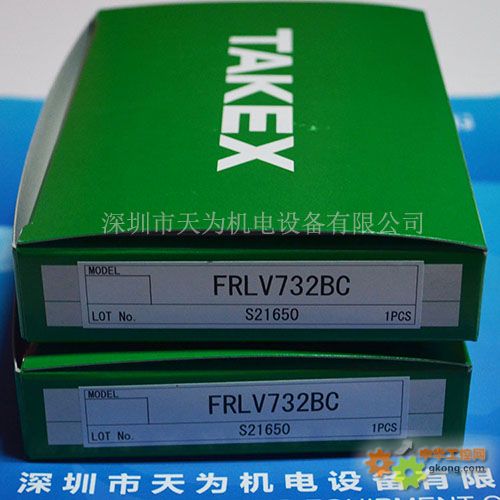 TAKEX
深圳市天为机电设备有限公司
MODEL
FRLV732BC
LOT No. S21650 1PCS
MODEL
FRLV732BC
LOT No. S21650 1PCS
中华工控网
gkong.com
深圳市天为机电设备有限